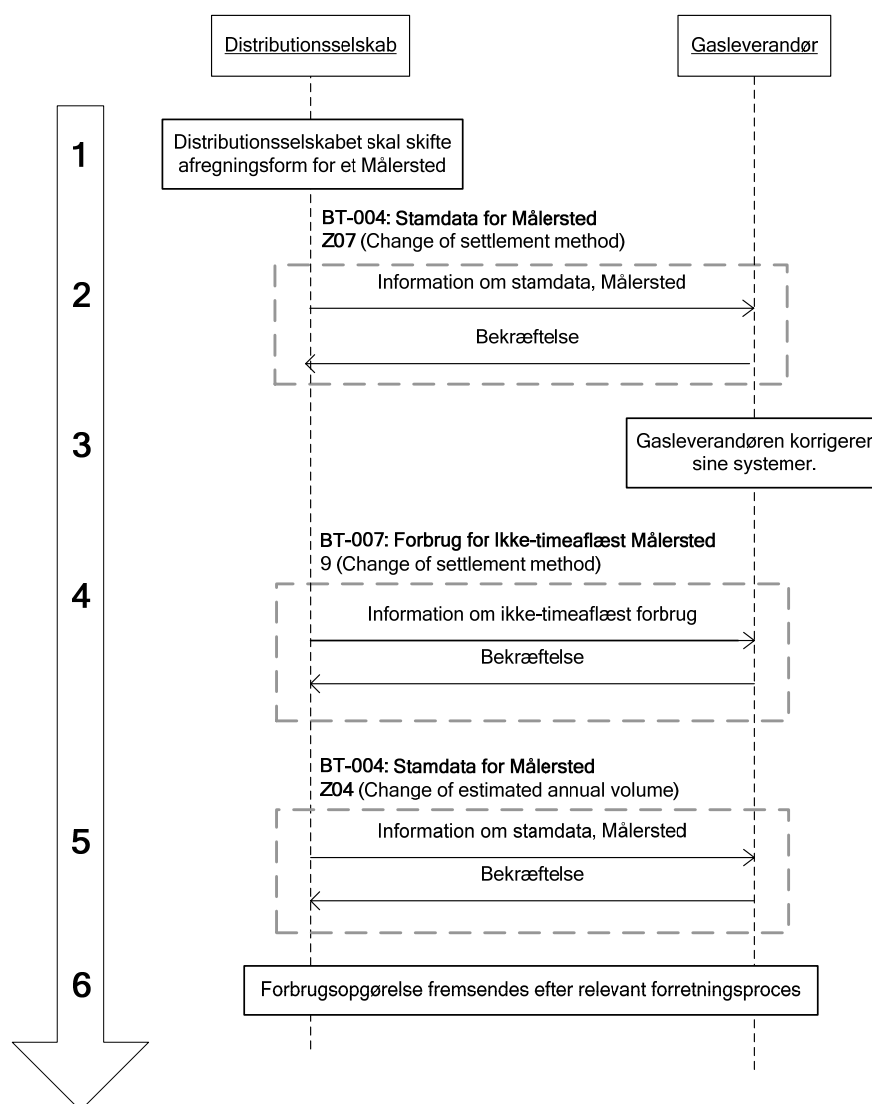 Distributionsselskab
Gasleverandør
1
Distributionsselskabet skal skifte
afregningsform for et Målersted
BT-004: Stamdata for Målersted
Z07 (Change of settlement method)
2
Information om stamdata, Målersted
Bekræftelse
3
Gasleverandøren korrigerer
sine systemer.
BT-007: Forbrug for Ikke-timeaflæst Målersted
9 (Change of settlement method)
4
Information om ikke-timeaflæst forbrug
Bekræftelse
BT-004: Stamdata for Målersted
Z04 (Change of estimated annual volume)
5
Information om stamdata, Målersted
Bekræftelse
6
Forbrugsopgørelse fremsendes efter relevant forretningsproces